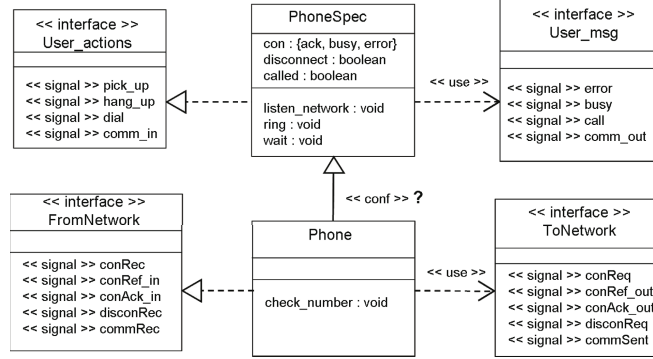 << interface >>
User_actions
<< signal >> pick_up
<< signal >> hang_up
<< signal >> dial
<< signal >> comm_in
PhoneSpec
con : {ack, busy, error}
disconnect : boolean
called : boolean
listen_network : void
ring : void
wait : void
<< use >>
<< interface >>
User_msg
<< signal >> error
<< signal >> busy
<< signal >> call
<< signal >> comm_out
<< conf >> ?
<< interface >>
FromNetwork
<< signal >> conRec
<< signal >> conRef_in
<< signal >> conAck_in
<< signal >> disconRec
<< signal >> commRec
Phone
check_number : void
<< use >>
<< interface >>
ToNetwork
<< signal >> conReq
<< signal >> conRef_out
<< signal >> conAck_out
<< signal >> disconReq
<< signal >> commSent